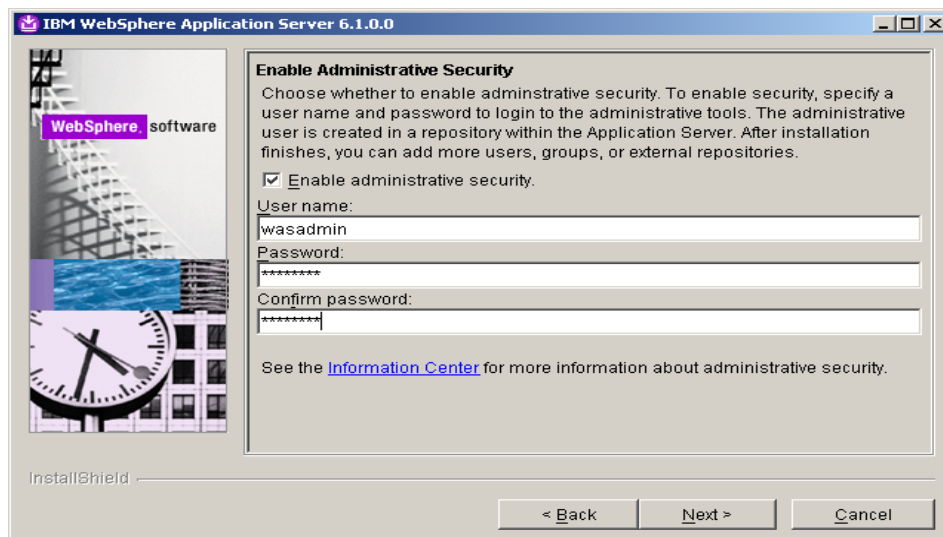 IBM WebSphere Application Server 6.1.0.0
WebSphere. software
Enable Administrative Security
Choose whether to enable adminstrative security. To enable security, specify a
user name and password to login to the administrative tools. The administrative
user is created in a repository within the Application Server. After installation
finishes, you can add more users, groups, or external repositories.
Enable administrative security.
User name:
wasadmin
Password:
********
Confirm password:
********
See the Information Center for more information about administrative security.
InstallShield
< Back
Next >
Cancel